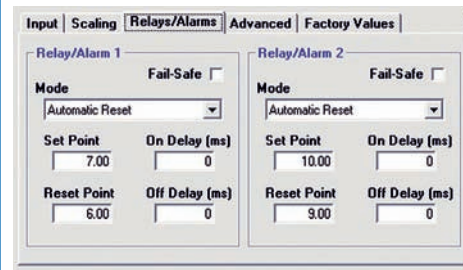 Input Scaling Relays/Alarms Advanced Factory Values
Relay/Alarm 1
Fail-Safe
Mode
Automatic Reset
Set Point On Delay (ms)
7.00 0
Reset Point Off Delay (ms)
6.00 0
Relay/Alarm 2
Fail-Safe
Mode
Automatic Reset
Set Point On Delay (ms)
10.00 0
Reset Point Off Delay (ms)
9.00 0